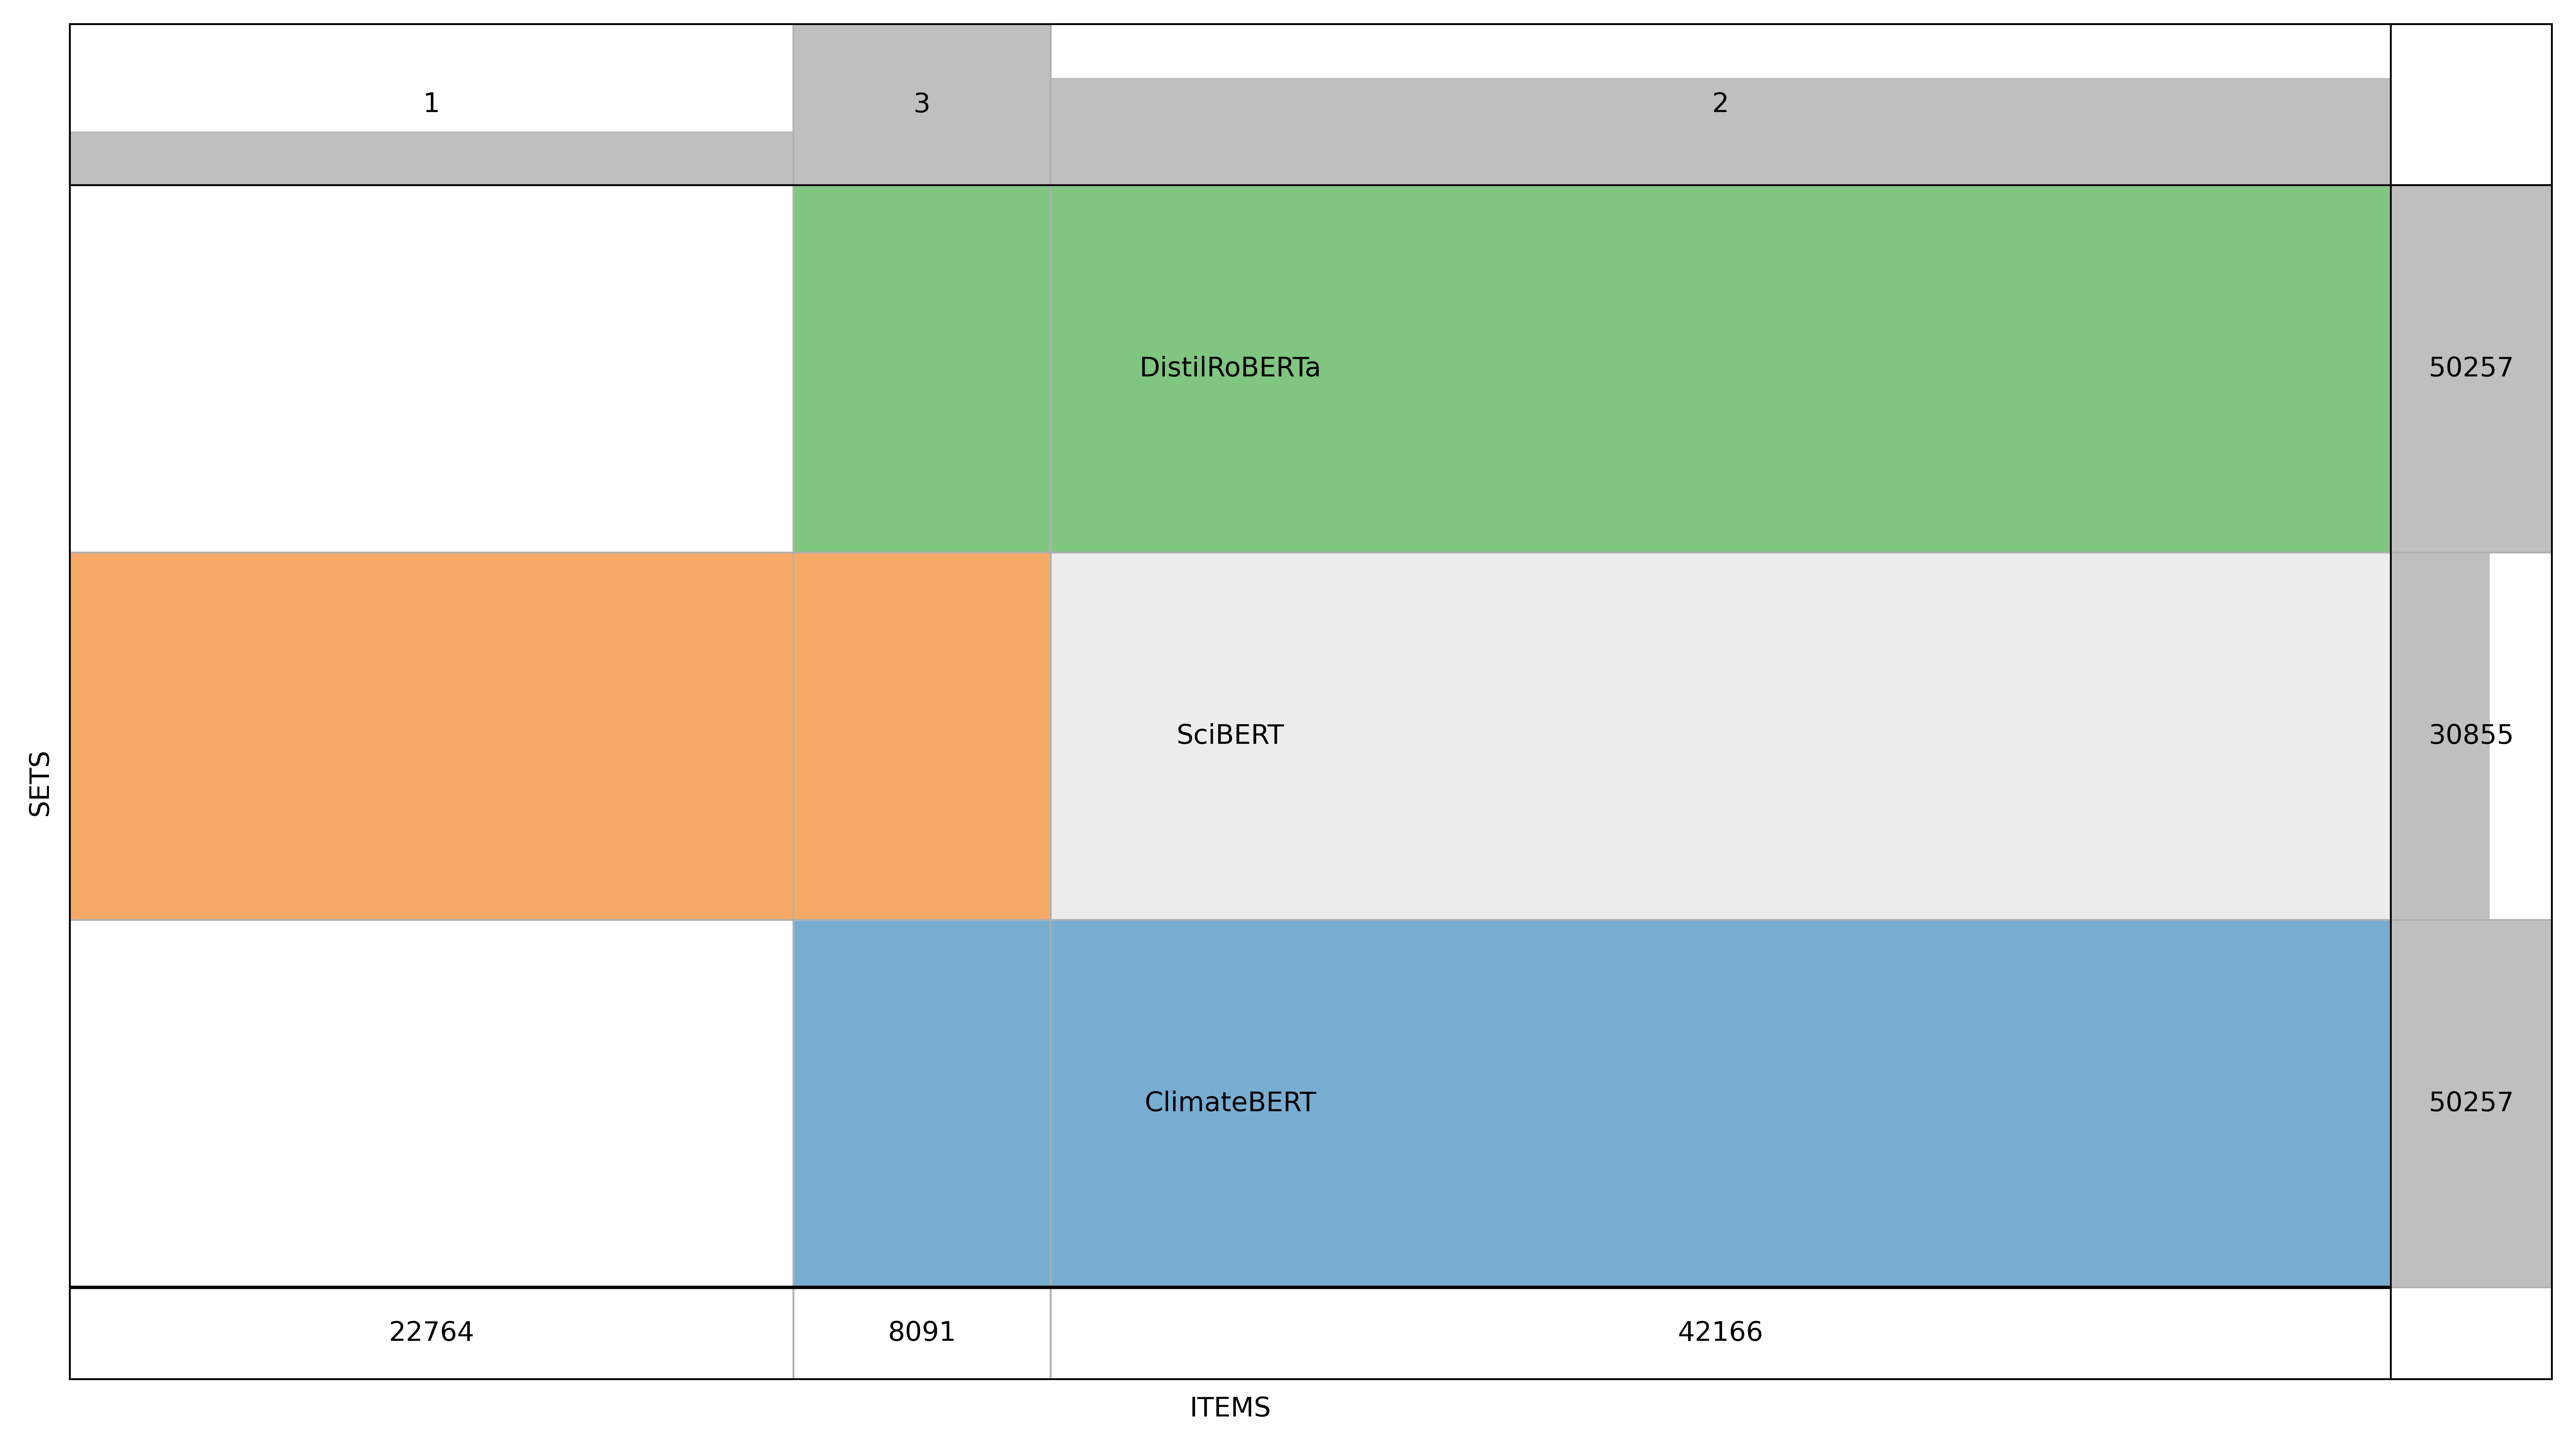 1 3 2
DistilRoBERTa 50257
SciBERT 30855
SETS
ClimateBERT 50257
22764 8091 42166
ITEMS